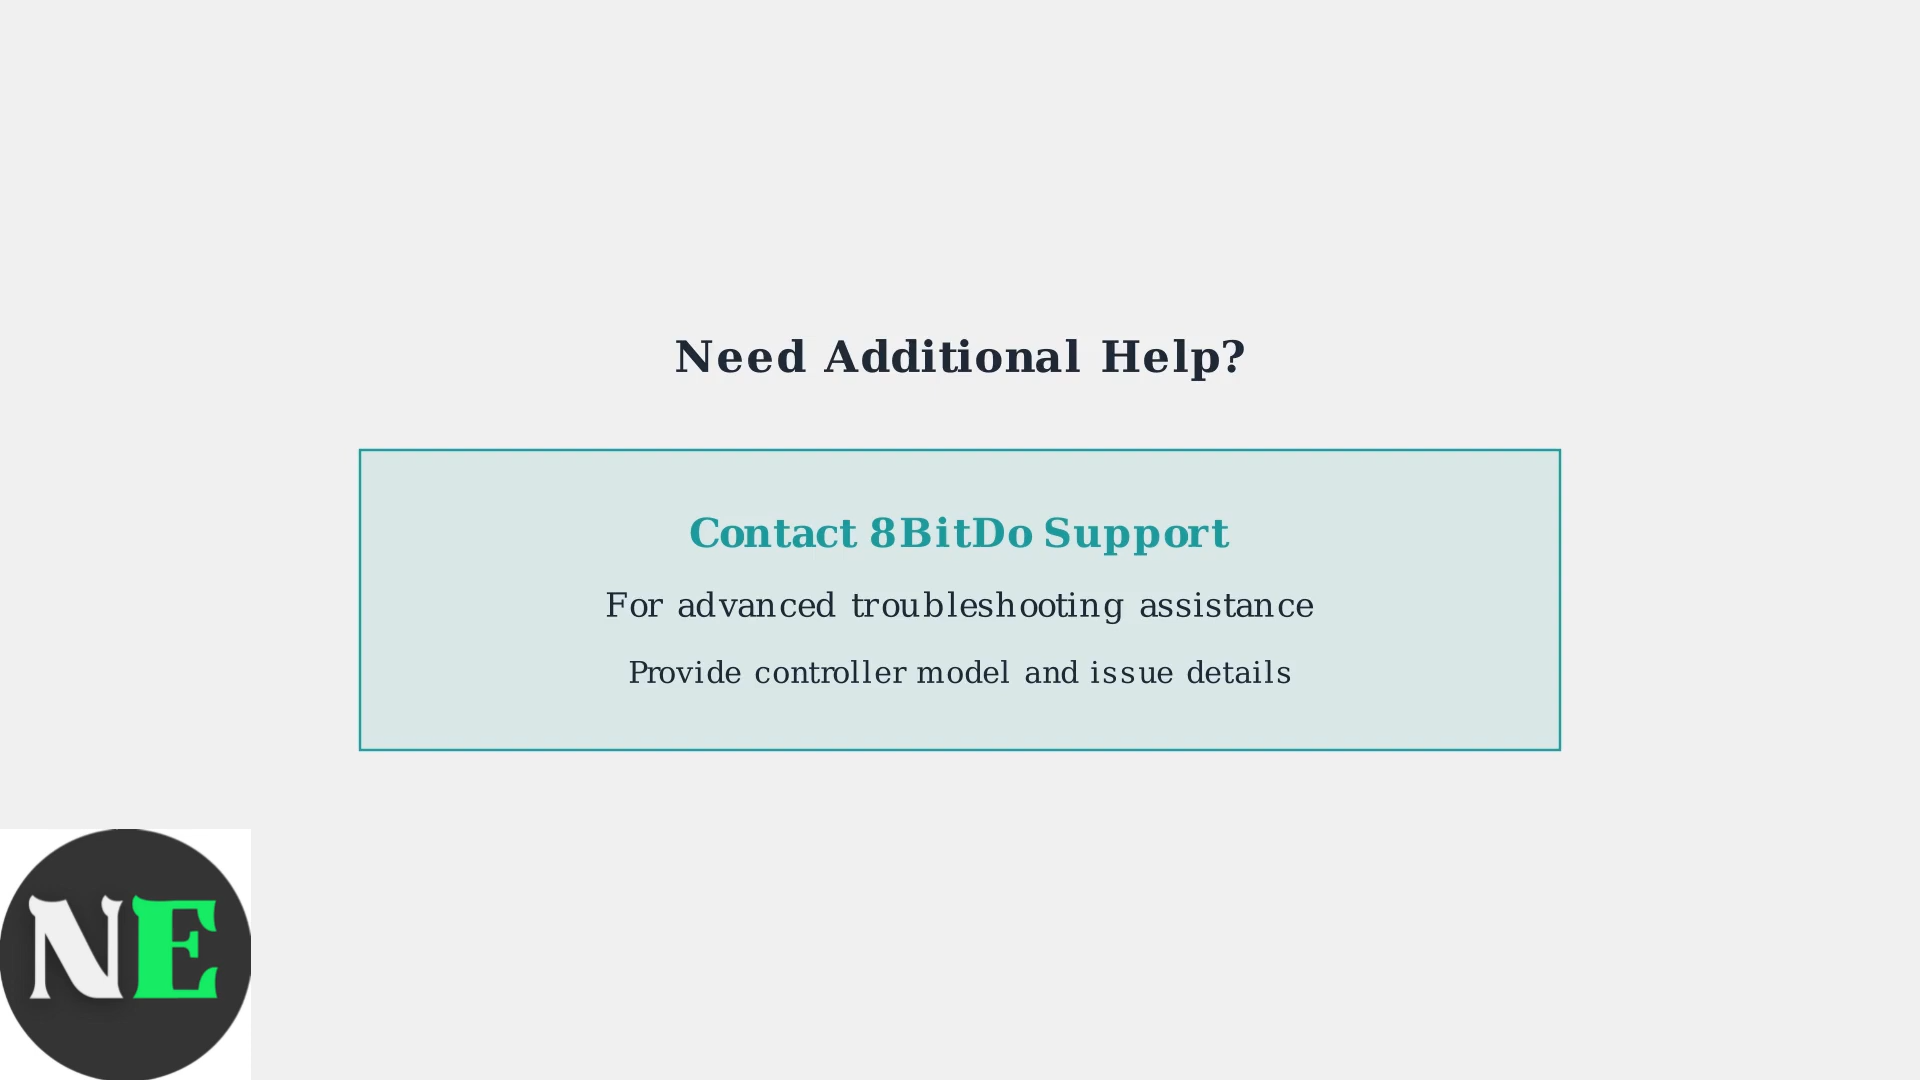 Need Additional Help?
Contact 8BitDo Support
For advanced troubleshooting assistance
Provide controller model and issue details
NE